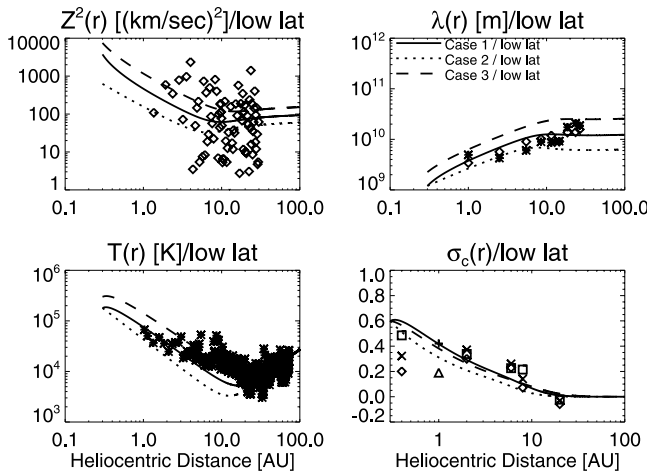 Z²(r) [(km/sec)²]/low lat
10000
1000
100
10
1
0.1 1.0 10.0 100.0
λ(r) [m]/low lat
10¹²
10¹¹
10¹⁰
10⁹
Case 1 / low lat
Case 2 / low lat
Case 3 / low lat
0.1 1.0 10.0 100.0
T(r) [K]/low lat
10⁶
10⁵
10⁴
10³
0.1 1.0 10.0 100.0
Heliocentric Distance [AU]
σc(r)/low lat
1.0
0.8
0.6
0.4
0.2
0.0
-0.2
1 10 100
Heliocentric Distance [AU]